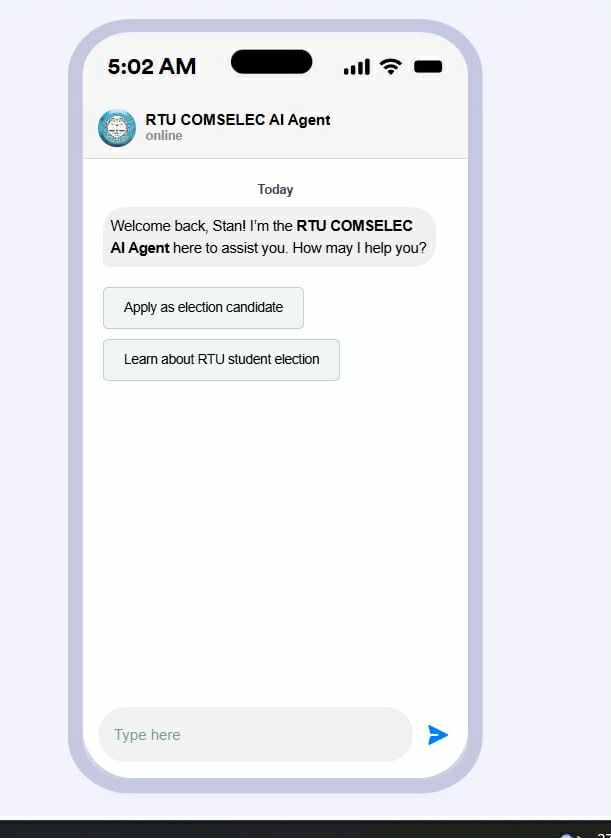 5:02 AM
RTU COMSELEC AI Agent
online
Today
Welcome back, Stan! I'm the RTU COMSELEC
AI Agent here to assist you. How may I help you?
Apply as election candidate
Learn about RTU student election
Type here